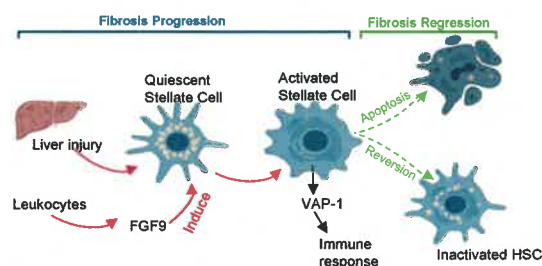 Fibrosis Progression
Fibrosis Regression
Quiescent
Stellate Cell
Activated
Stellate Cell
Apoptosis
Liver injury
Reversion
Leukocytes
FGF9
Induce
VAP-1
Immune
response
Inactivated HSC